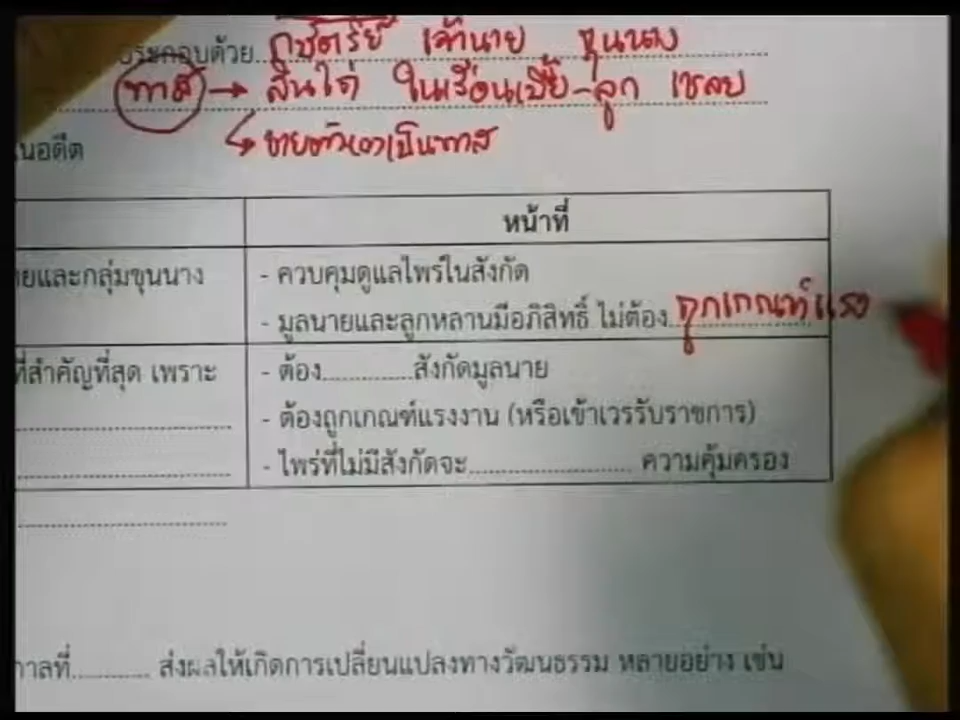 ประกอบด้วย....กษัตริย์ เจ้านาย ขุนนาง
ทาส → สินไถ่ ในเรือนเบี้ย-ลูก เชลย
นอดีต ↳ ขายตัวเองเป็นทาส
หน้าที่
ยและกลุ่มขุนนาง
- ควบคุมดูแลไพร่ในสังกัด
- มูลนายและลูกหลานมีอภิสิทธิ์ ไม่ต้อง..ถูกเกณฑ์แรง
ที่สำคัญที่สุด เพราะ
- ต้อง..............สังกัดมูลนาย
- ต้องถูกเกณฑ์แรงงาน (หรือเข้าเวรรับราชการ)
- ไพร่ที่ไม่มีสังกัดจะ......................... ความคุ้มครอง
กาลที่............ ส่งผลให้เกิดการเปลี่ยนแปลงทางวัฒนธรรม หลายอย่าง เช่น